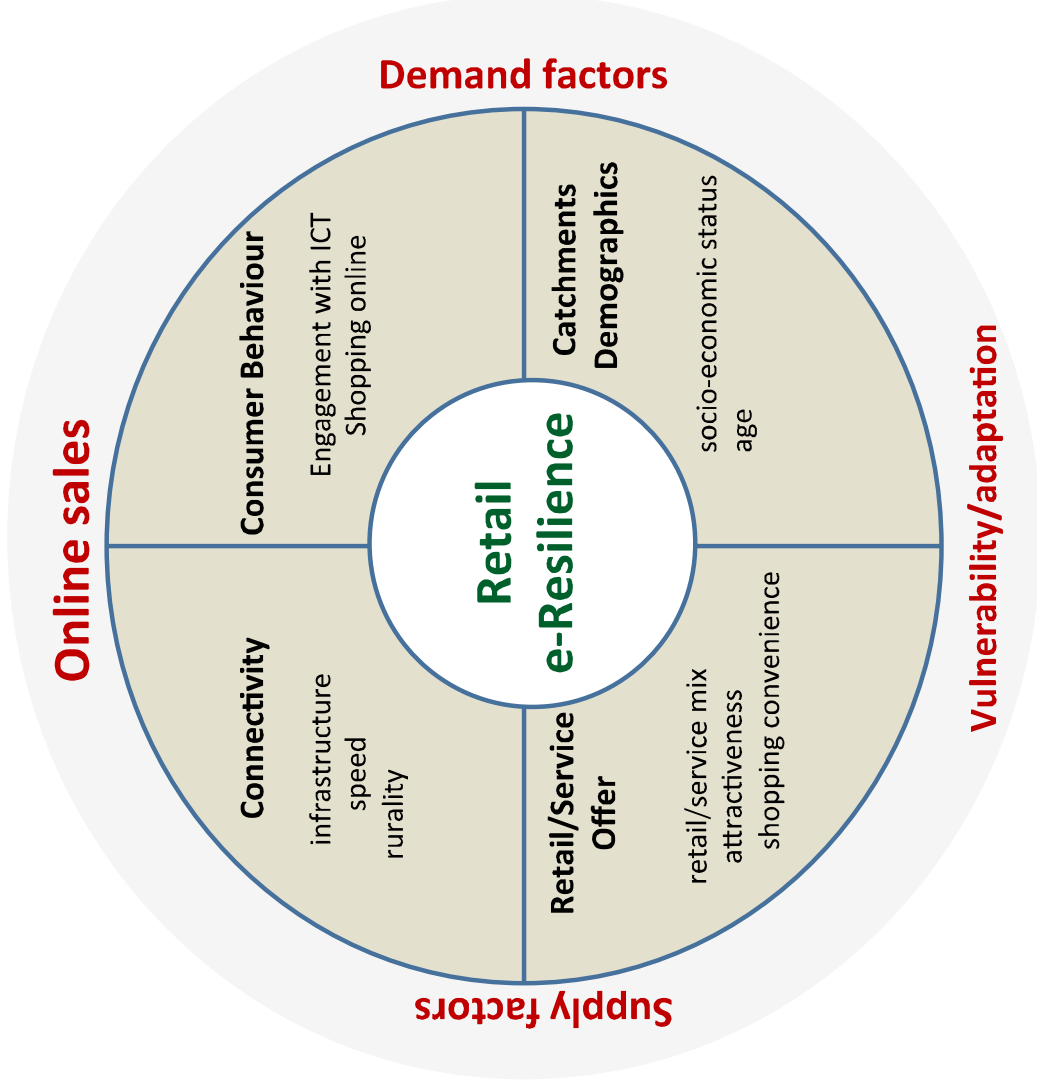 Online sales
Connectivity
infrastructure
speed
rurality
Consumer Behaviour
Engagement with ICT
Shopping online
Supply factors
Retail
e-Resilience
Demand factors
Retail/Service
Offer
retail/service mix
attractiveness
shopping convenience
Catchments
Demographics
socio-economic status
age
Vulnerability/adaptation